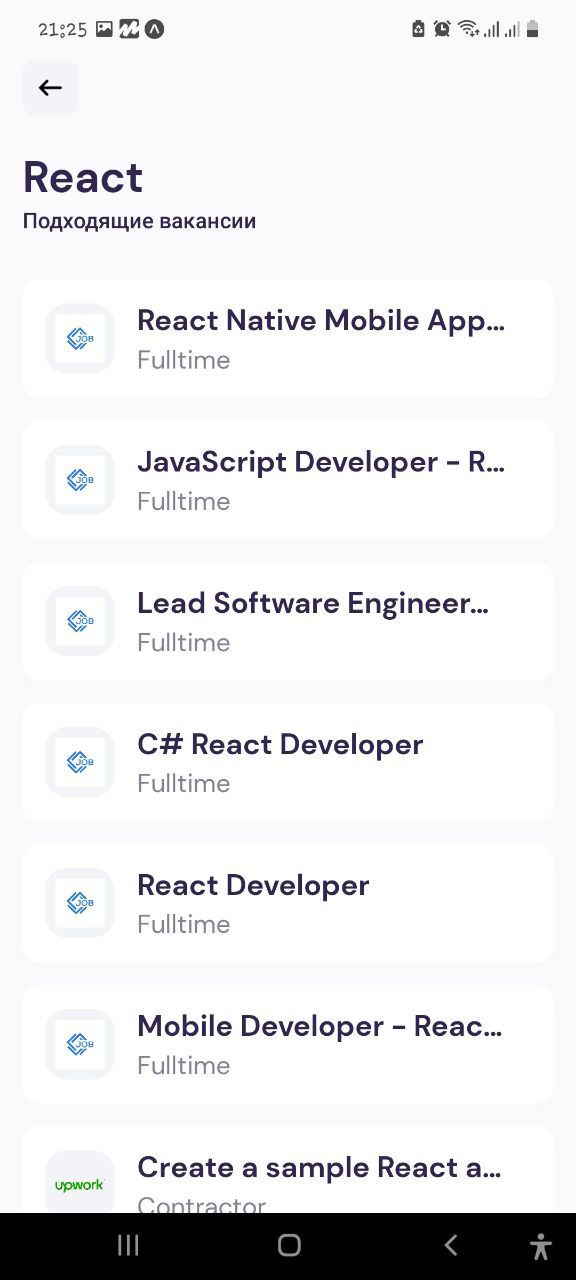 21:25
React
Подходящие вакансии
React Native Mobile App...
JOB
Fulltime
JavaScript Developer - R...
JOB
Fulltime
Lead Software Engineer...
JOB
Fulltime
C# React Developer
JOB
Fulltime
React Developer
JOB
Fulltime
Mobile Developer - Reac...
JOB
Fulltime
Create a sample React a...
upwork
Contractor